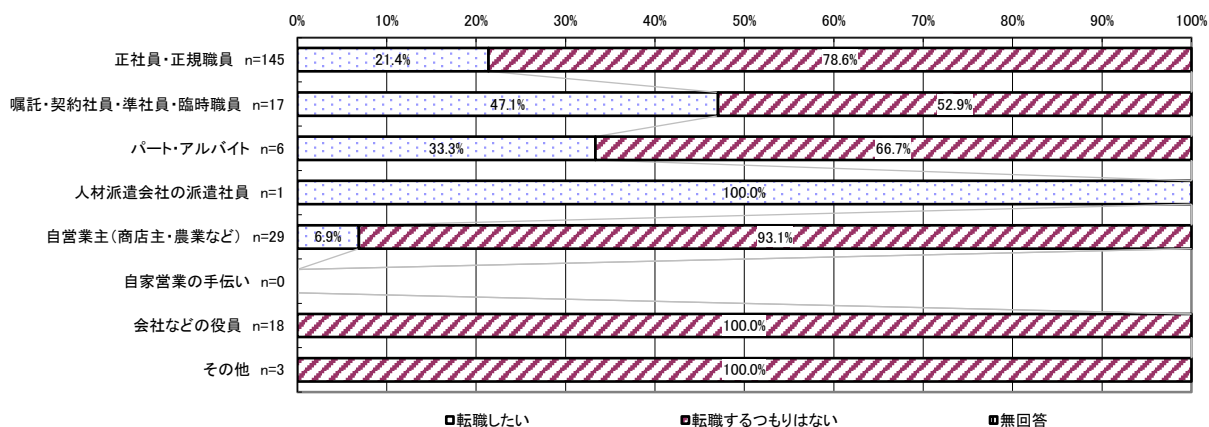 0% 10% 20% 30% 40% 50% 60% 70% 80% 90% 100%
正社員・正規職員 n=145 21.4% 78.6%
嘱託・契約社員・準社員・臨時職員 n=17 47.1% 52.9%
パート・アルバイト n=6 33.3% 66.7%
人材派遣会社の派遣社員 n=1 100.0%
自営業主(商店主・農業など) n=29 6.9% 93.1%
自家営業の手伝い n=0
会社などの役員 n=18 100.0%
その他 n=3 100.0%
転職したい 転職するつもりはない 無回答